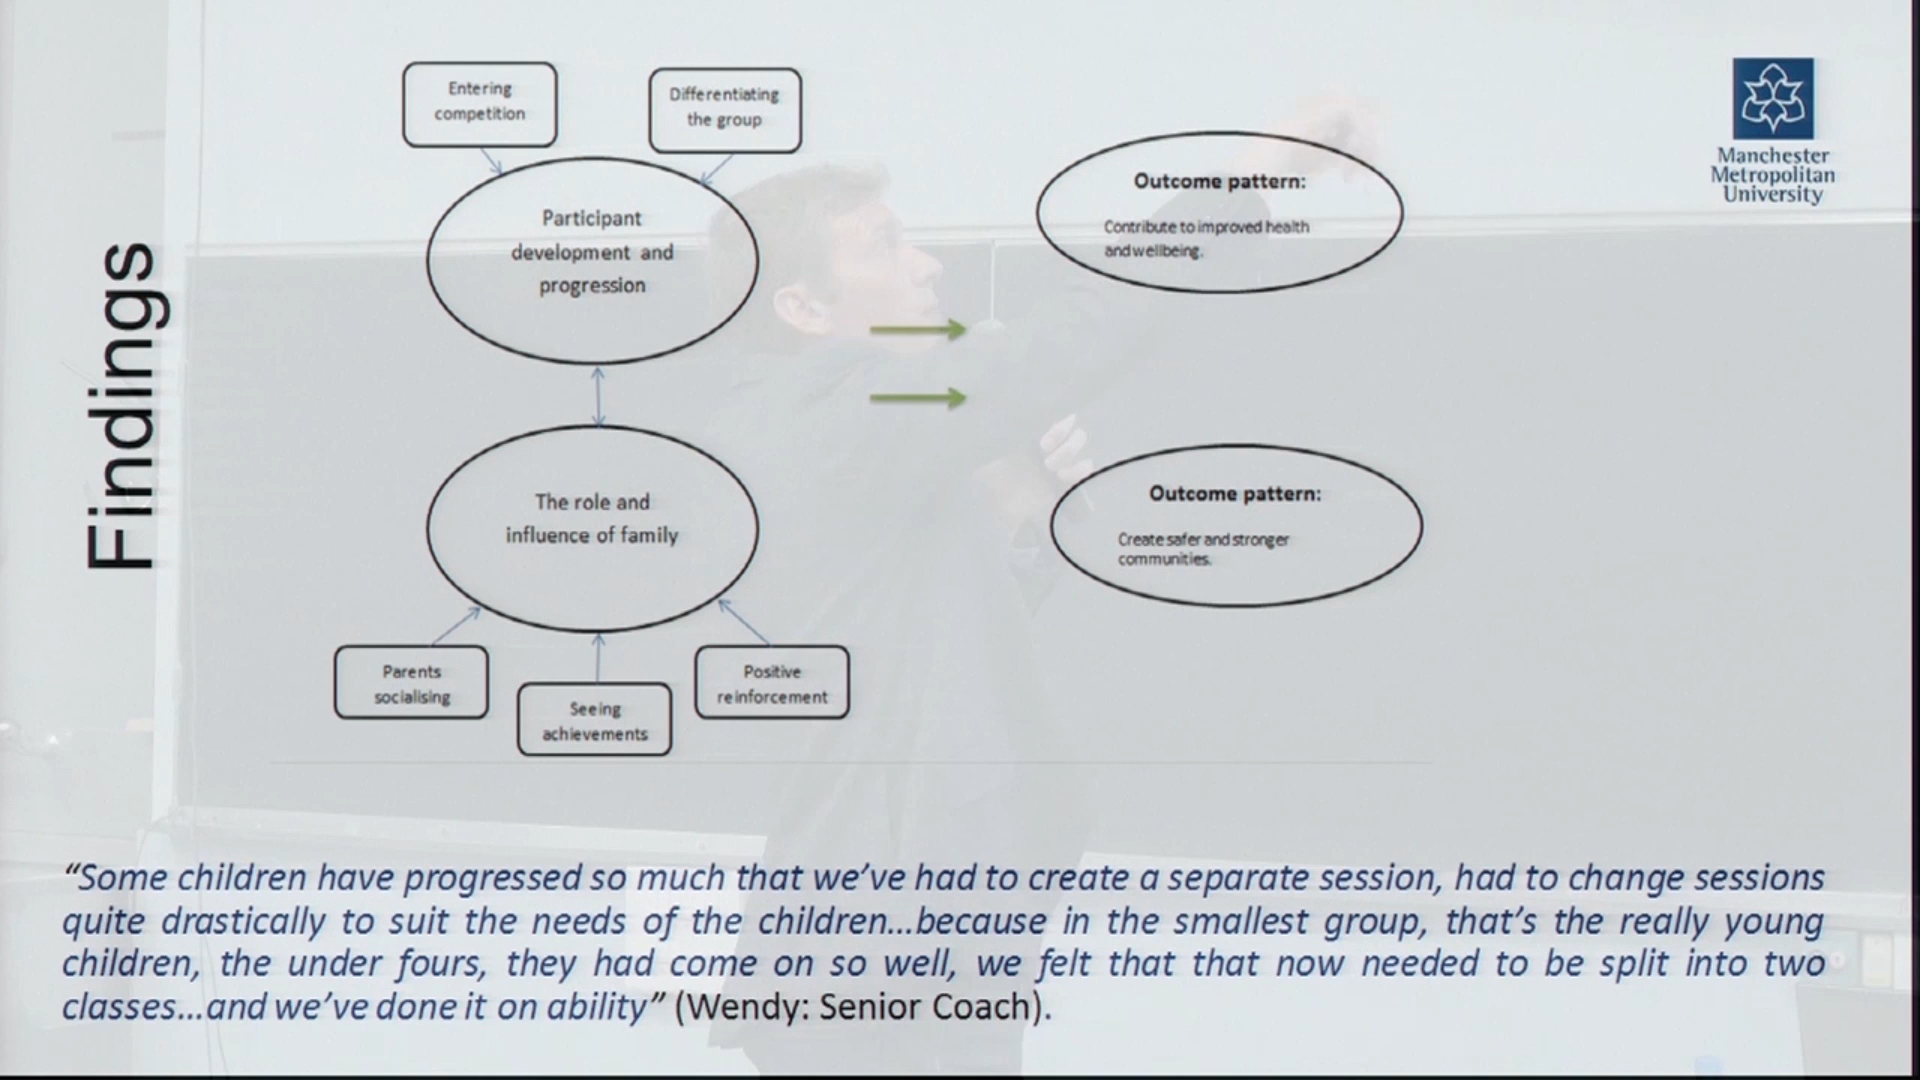 Findings
Entering
competition
Differentiating
the group
Participant
development and
progression
The role and
influence of family
Parents
socialising
Seeing
achievements
Positive
reinforcement
Outcome pattern:
Contribute to improved health
and wellbeing.
Outcome pattern:
Create safer and stronger
communities.
Manchester
Metropolitan
University
“Some children have progressed so much that we’ve had to create a separate session, had to change sessions
quite drastically to suit the needs of the children...because in the smallest group, that’s the really young
children, the under fours, they had come on so well, we felt that that now needed to be split into two
classes...and we’ve done it on ability” (Wendy: Senior Coach).